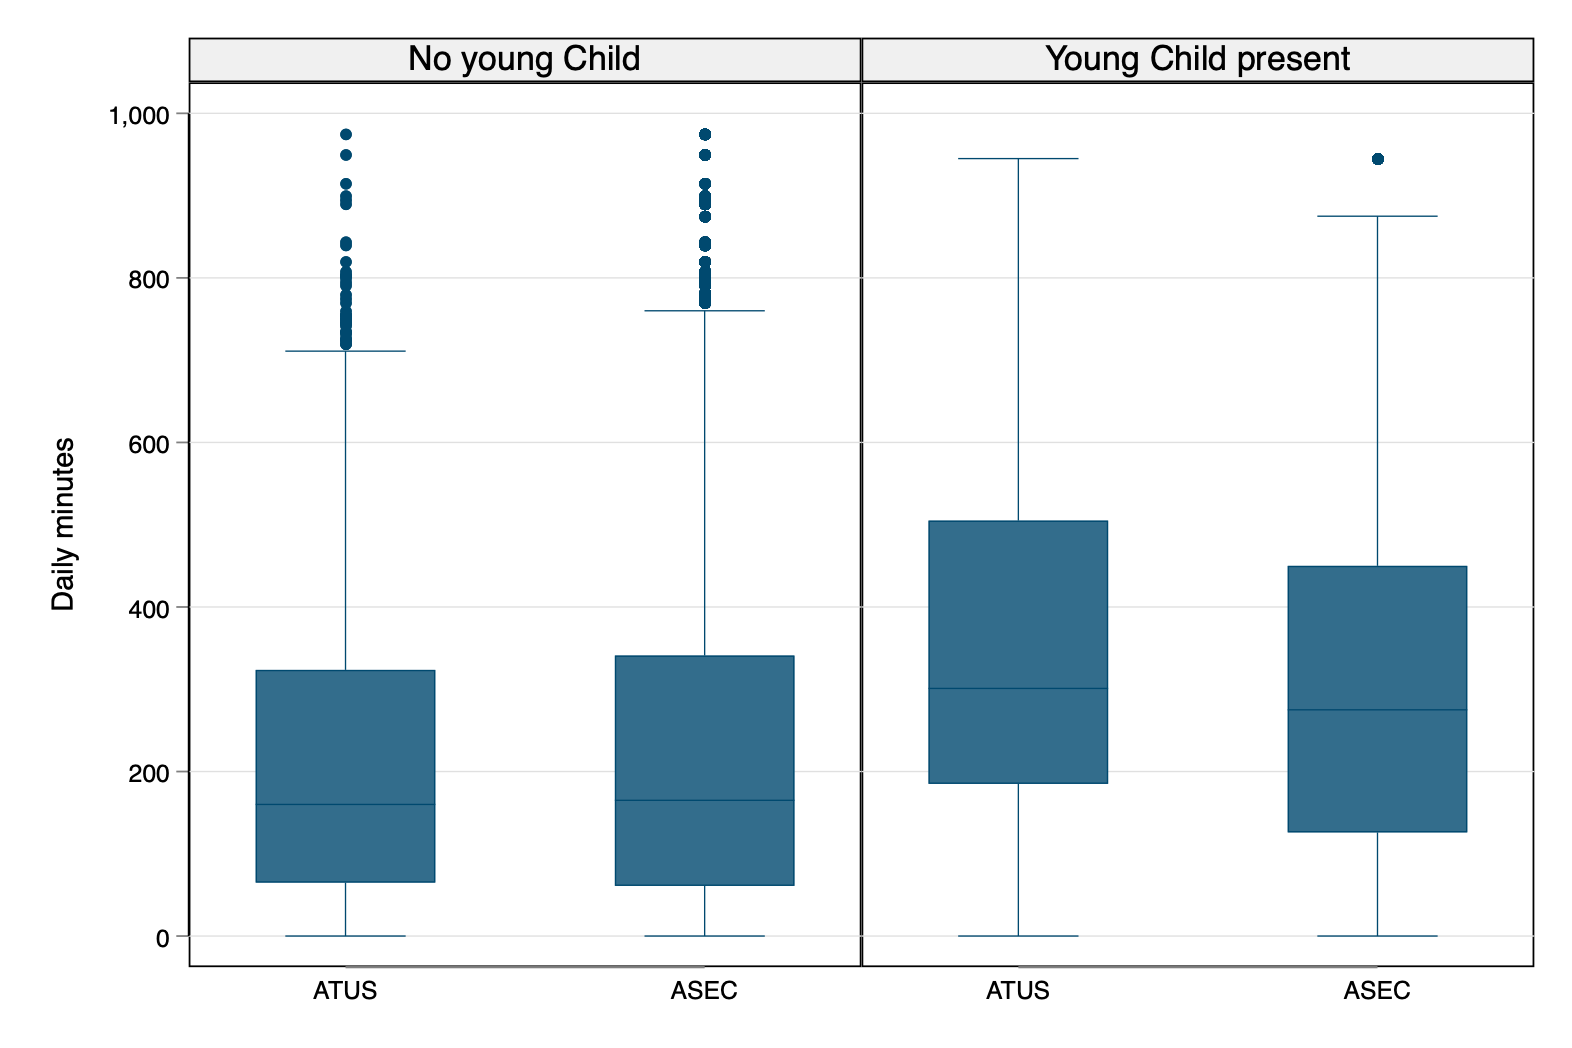 No young Child
Young Child present
1,000
800
600
400
200
0
Daily minutes
ATUS
ASEC
ATUS
ASEC